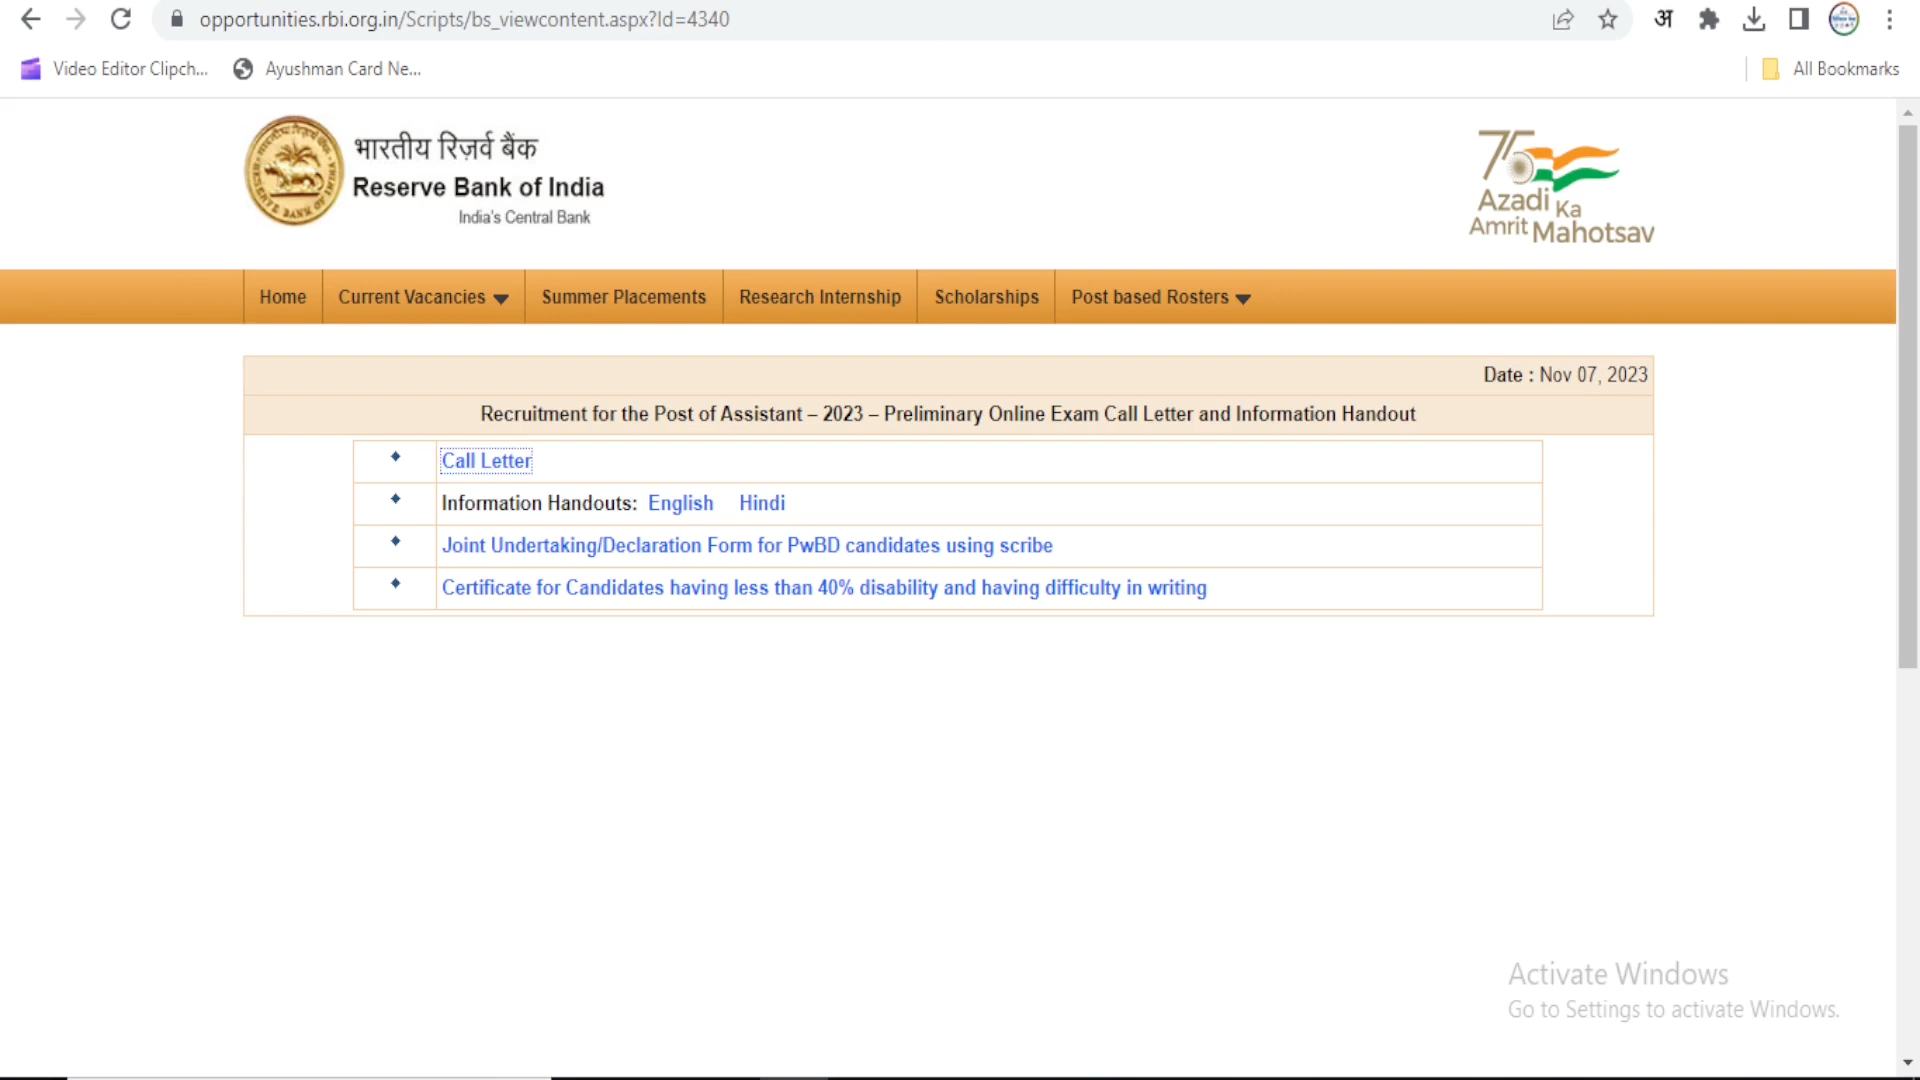 opportunities.rbi.org.in/Scripts/bs_viewcontent.aspx?Id=4340
अ
Video Editor Clipch... Ayushman Card Ne... All Bookmarks
भारतीय रिज़र्व बैंक
Reserve Bank of India
India's Central Bank
75
Azadi Ka
Amrit Mahotsav
Home Current Vacancies Summer Placements Research Internship Scholarships Post based Rosters
Date : Nov 07, 2023
Recruitment for the Post of Assistant – 2023 – Preliminary Online Exam Call Letter and Information Handout
Call Letter
Information Handouts: English Hindi
Joint Undertaking/Declaration Form for PwBD candidates using scribe
Certificate for Candidates having less than 40% disability and having difficulty in writing
Activate Windows
Go to Settings to activate Windows.